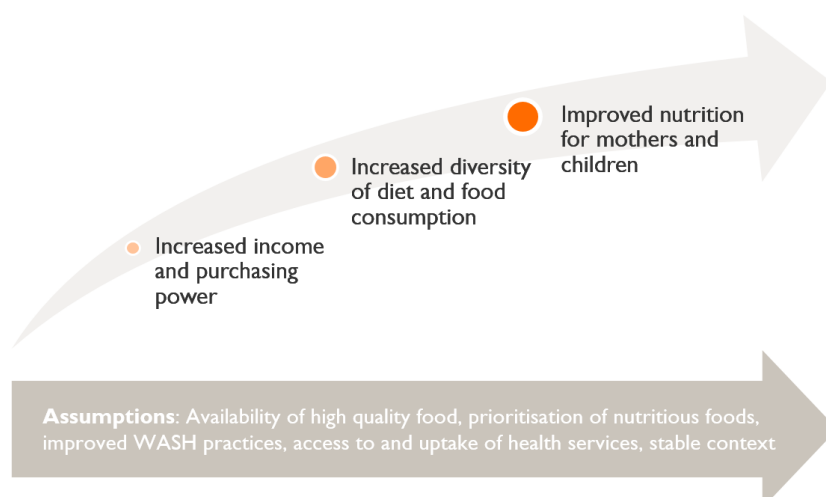 Improved nutrition
for mothers and
children
Increased diversity
of diet and food
consumption
Increased income
and purchasing
power
Assumptions: Availability of high quality food, prioritisation of nutritious foods,
improved WASH practices, access to and uptake of health services, stable context